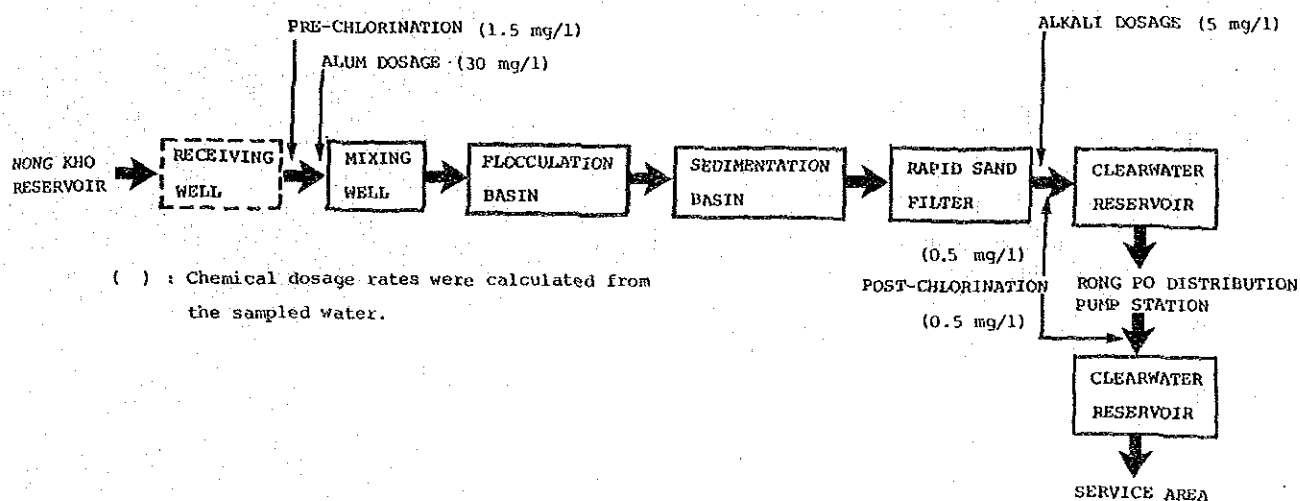 PRE-CHLORINATION (1.5 mg/l)
ALUM DOSAGE (30 mg/l)
ALKALI DOSAGE (5 mg/l)
NONG KHO
RESERVOIR
RECEIVING
WELL
MIXING
WELL
FLOCCULATION
BASIN
SEDIMENTATION
BASIN
RAPID SAND
FILTER
CLEARWATER
RESERVOIR
(0.5 mg/l)
POST-CHLORINATION
(0.5 mg/l)
RONG PO DISTRIBUTION
PUMP STATION
CLEARWATER
RESERVOIR
SERVICE AREA
( ) : Chemical dosage rates were calculated from
the sampled water.